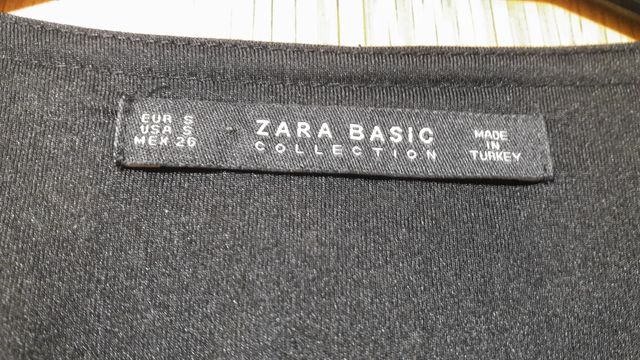 EUR S
USA S
MEX 26
ZARA BASIC
COLLECTION
MADE
IN
TURKEY